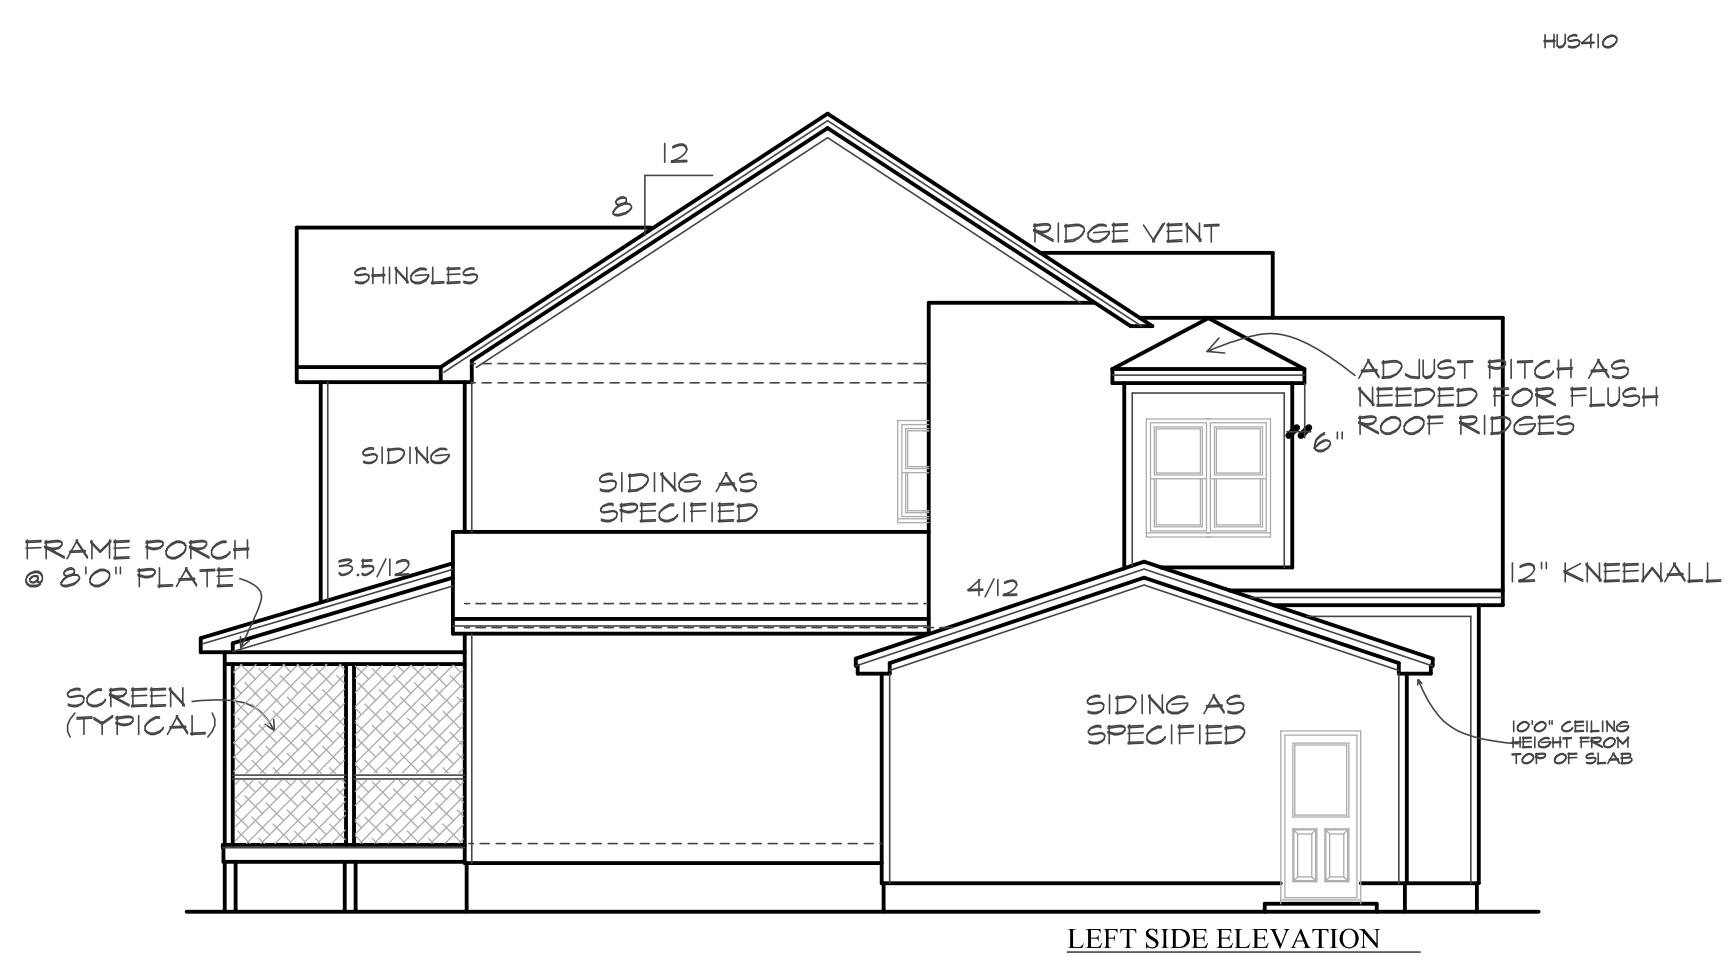 HUS410
12
8
RIDGE VENT
SHINGLES
ADJUST PITCH AS
NEEDED FOR FLUSH
ROOF RIDGES
6"
SIDING
SIDING AS
SPECIFIED
FRAME PORCH
@ 8'0" PLATE
3.5/12
4/12
12" KNEEWALL
SCREEN
(TYPICAL)
SIDING AS
SPECIFIED
10'0" CEILING
HEIGHT FROM
TOP OF SLAB
LEFT SIDE ELEVATION